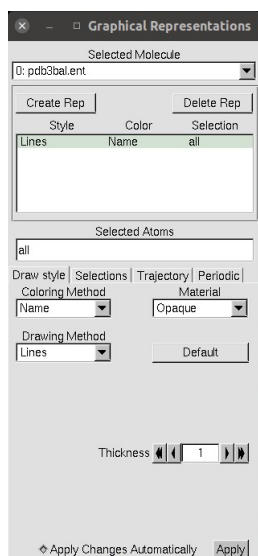 Graphical Representations
Selected Molecule
0: pdb3bal.ent
Create Rep Delete Rep
Style Color Selection
Lines Name all
Selected Atoms
all
Draw style Selections Trajectory Periodic
Coloring Method Material
Name Opaque
Drawing Method
Lines Default
Thickness 1
Apply Changes Automatically Apply